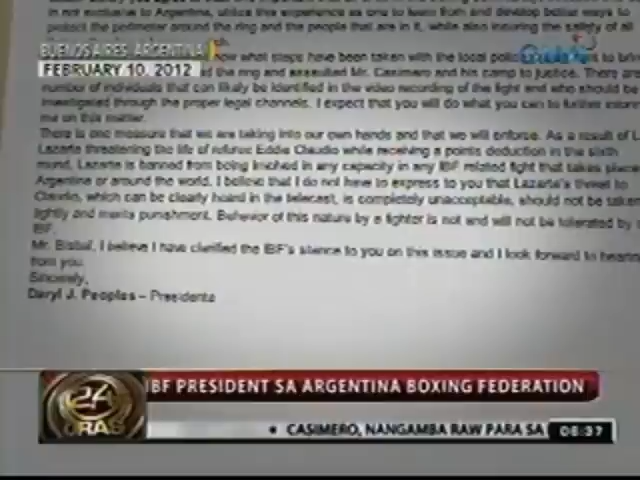 in not exclusive to Argentina, utilize this experience as one to learn from and develop better ways to
protect the perimeter around the ring and the people that are in it, while also insuring the safety of all
BUENOS AIRES, ARGENTINA
FEBRUARY 10, 2012
now what steps have been taken with the local police to bring
d the ring and assaulted Mr. Casimero and his camp to justice. There are
number of individuals that can likely be identified in the video recording of the fight and who should be
investigated through the proper legal channels. I expect that you will do what you can to further inform
me on this matter.
There is one measure that we are taking into our own hands and that we will enforce. As a result of L
Lazarte threatening the life of referee Eddie Claudio while receiving a points deduction in the sixth
round, Lazarte is banned from being involved in any capacity in any IBF related fight that takes place
Argentina or around the world. I believe that I do not have to express to you that Lazarte's threat to
Claudio, which can be clearly heard in the telecast, is completely unacceptable, should not be taken
lightly and merits punishment. Behavior of this nature by a fighter is not and will not be tolerated by
IBF.
Mr. Bisbal, I believe I have clarified the IBF's stance to you on this issue and I look forward to hearing
from you.
Sincerely,
Daryl J. Peoples – Presidente
IBF PRESIDENT SA ARGENTINA BOXING FEDERATION
24 ORAS
• CASIMERO, NANGAMBA RAW PARA SA
06:37